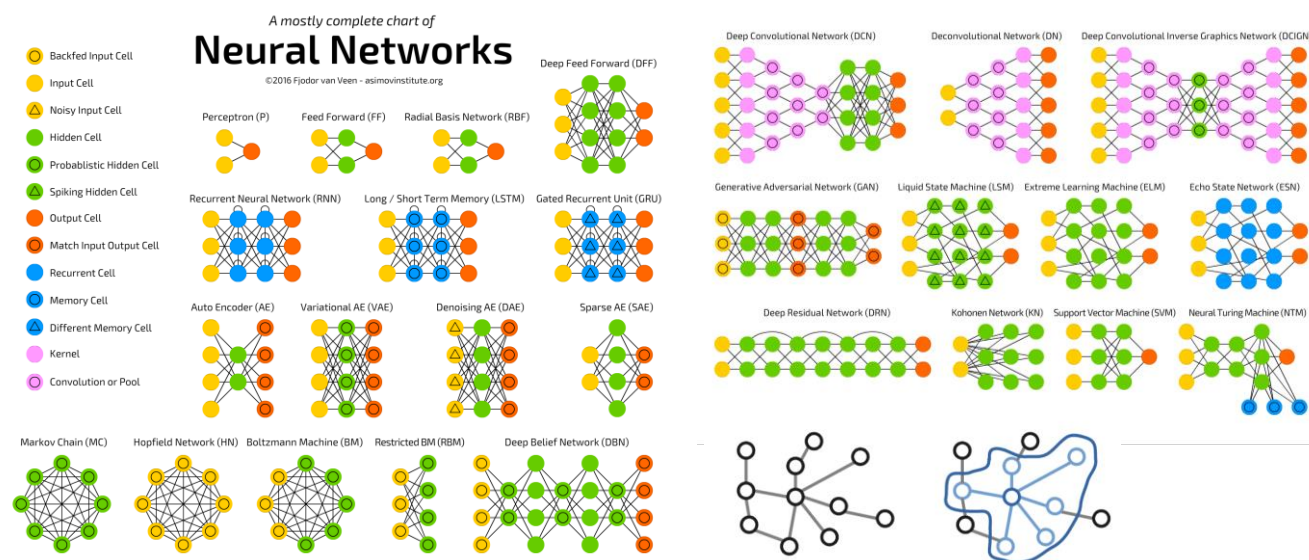 A mostly complete chart of
Neural Networks
©2016 Fjodor van Veen - asimovinstitute.org
Backfed Input Cell
Input Cell
Noisy Input Cell
Hidden Cell
Probablistic Hidden Cell
Spiking Hidden Cell
Output Cell
Match Input Output Cell
Recurrent Cell
Memory Cell
Different Memory Cell
Kernel
Convolution or Pool
Deep Feed Forward (DFF)
Perceptron (P)
Feed Forward (FF)
Radial Basis Network (RBF)
Recurrent Neural Network (RNN)
Long / Short Term Memory (LSTM)
Gated Recurrent Unit (GRU)
Auto Encoder (AE)
Variational AE (VAE)
Denoising AE (DAE)
Sparse AE (SAE)
Markov Chain (MC)
Hopfield Network (HN)
Boltzmann Machine (BM)
Restricted BM (RBM)
Deep Belief Network (DBN)
Deep Convolutional Network (DCN)
Deconvolutional Network (DN)
Deep Convolutional Inverse Graphics Network (DCIGN
Generative Adversarial Network (GAN)
Liquid State Machine (LSM)
Extreme Learning Machine (ELM)
Echo State Network (ESN)
Deep Residual Network (DRN)
Kohonen Network (KN)
Support Vector Machine (SVM)
Neural Turing Machine (NTM)